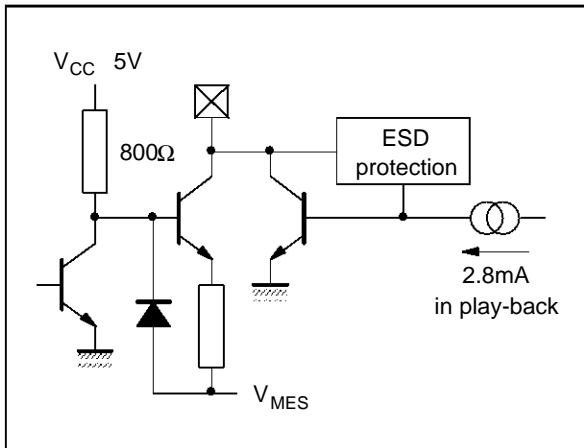 VCC 5V
800Ω
ESD
protection
2.8mA
in play-back
VMES